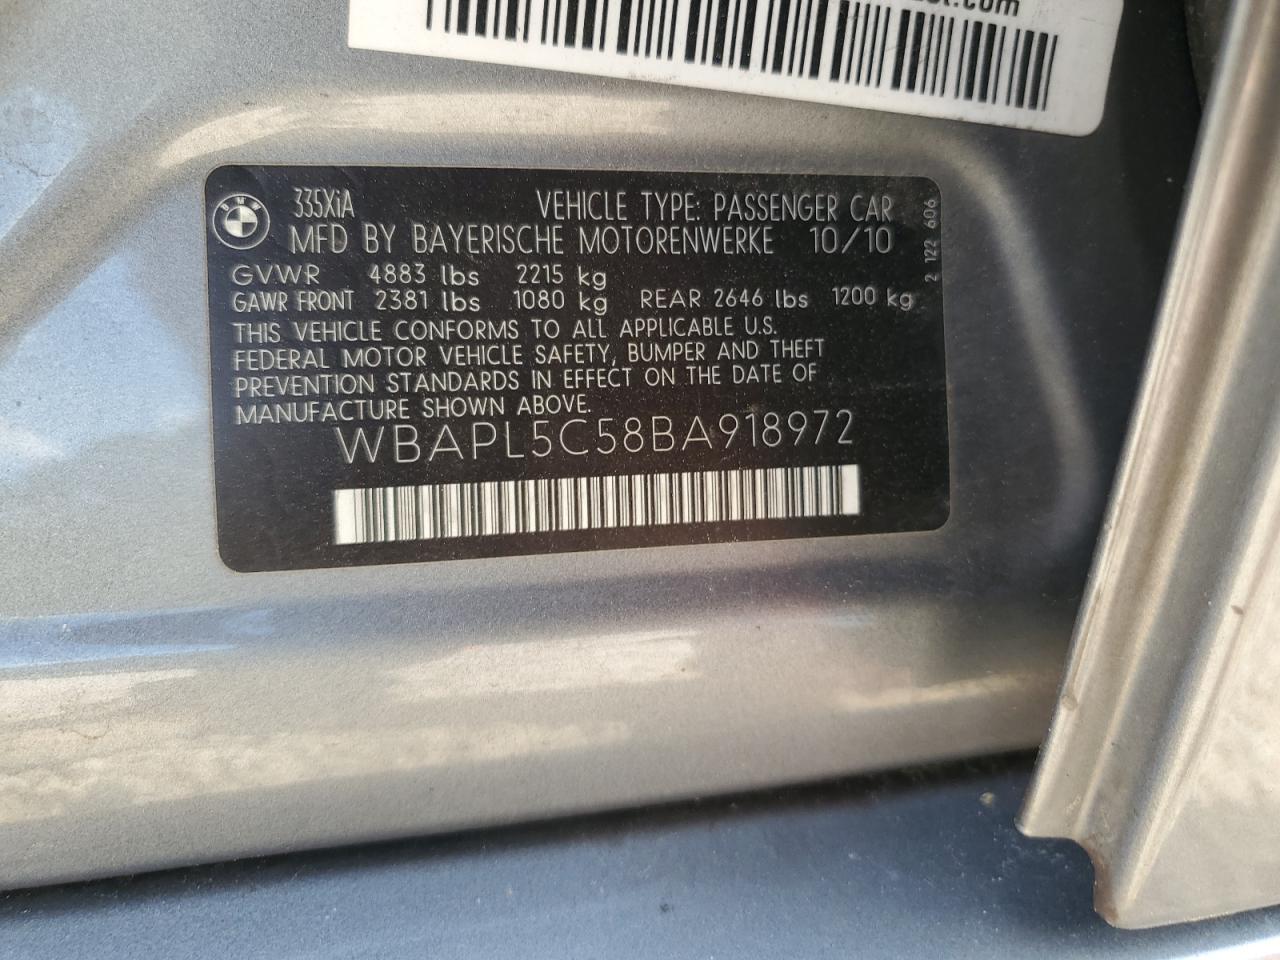 .com
BMW
335XiA VEHICLE TYPE: PASSENGER CAR
MFD BY BAYERISCHE MOTORENWERKE 10/10
GVWR 4883 lbs 2215 kg
GAWR FRONT 2381 lbs 1080 kg REAR 2646 lbs 1200 kg
THIS VEHICLE CONFORMS TO ALL APPLICABLE U.S.
FEDERAL MOTOR VEHICLE SAFETY, BUMPER AND THEFT
PREVENTION STANDARDS IN EFFECT ON THE DATE OF
MANUFACTURE SHOWN ABOVE.
WBAPL5C58BA918972
2 122 606